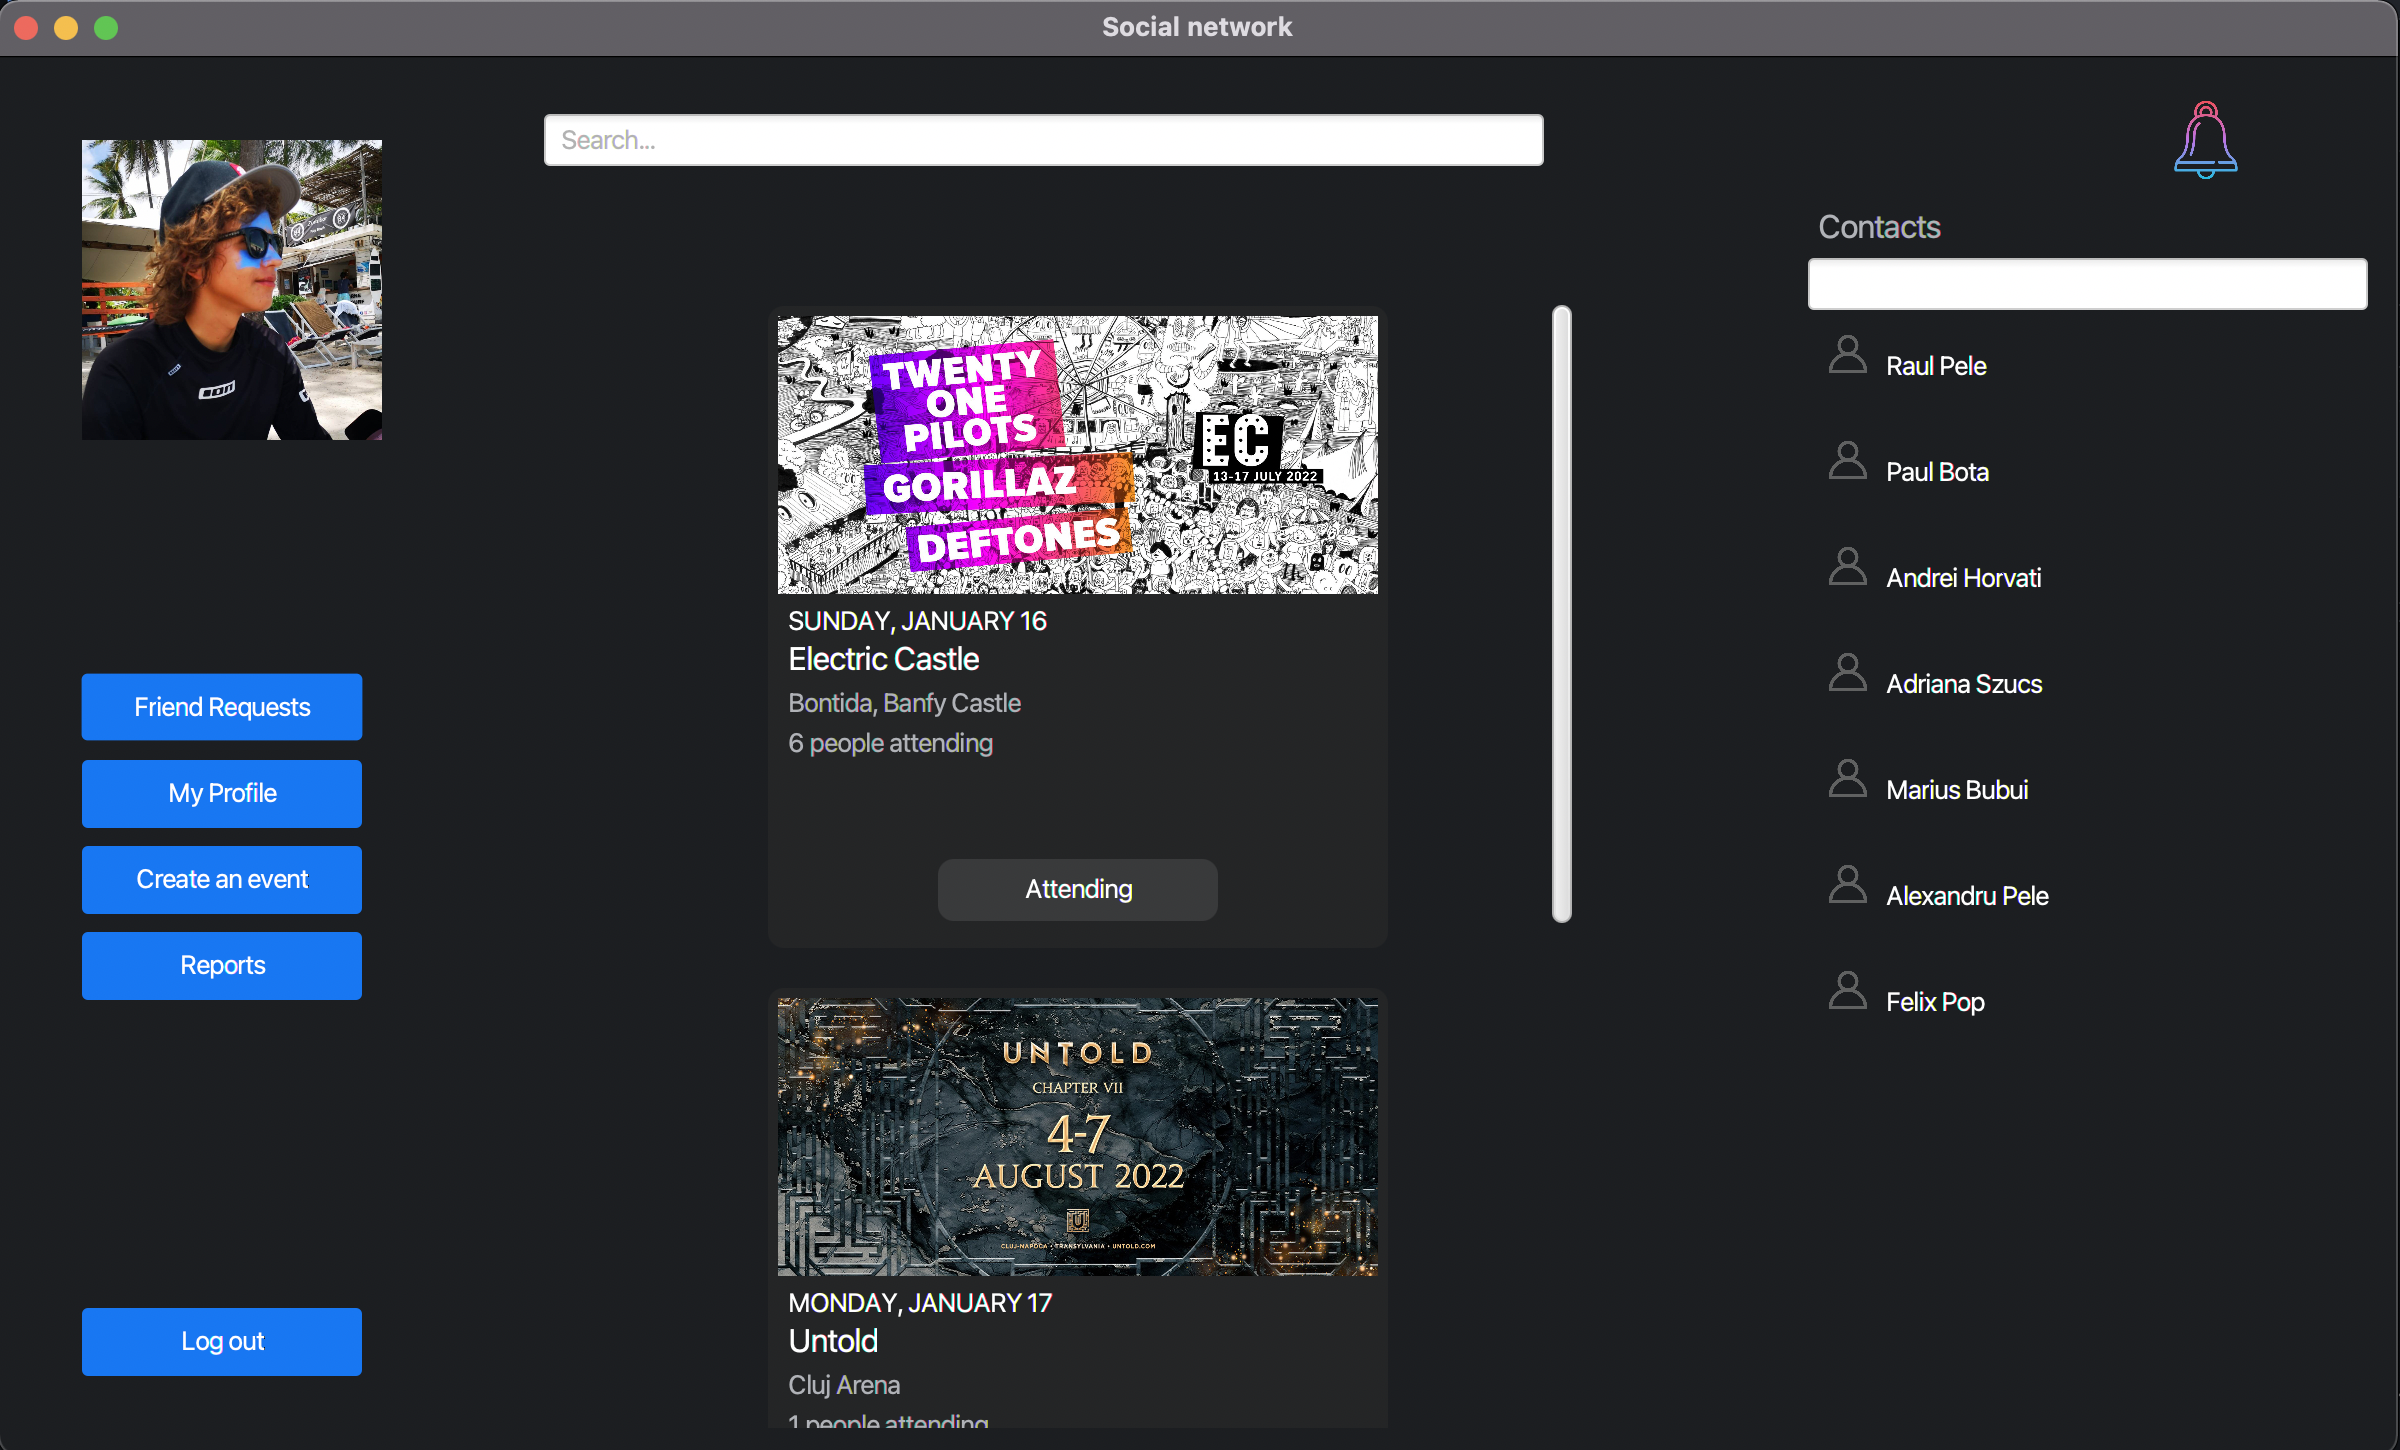 Social network
Search...
Contacts
Raul Pele
Paul Bota
Andrei Horvati
Adriana Szucs
Marius Bubui
Alexandru Pele
Felix Pop
ion
Friend Requests
My Profile
Create an event
Reports
Log out
TWENTY
ONE
PILOTS
GORILLAZ
DEFTONES
EC
13-17 JULY 2022
SUNDAY, JANUARY 16
Electric Castle
Bontida, Banfy Castle
6 people attending
Attending
UNTOLD
CHAPTER VII
4-7
AUGUST 2022
CLUJ-NAPOCA • TRANSYLVANIA • UNTOLD.COM
MONDAY, JANUARY 17
Untold
Cluj Arena
1 people attending